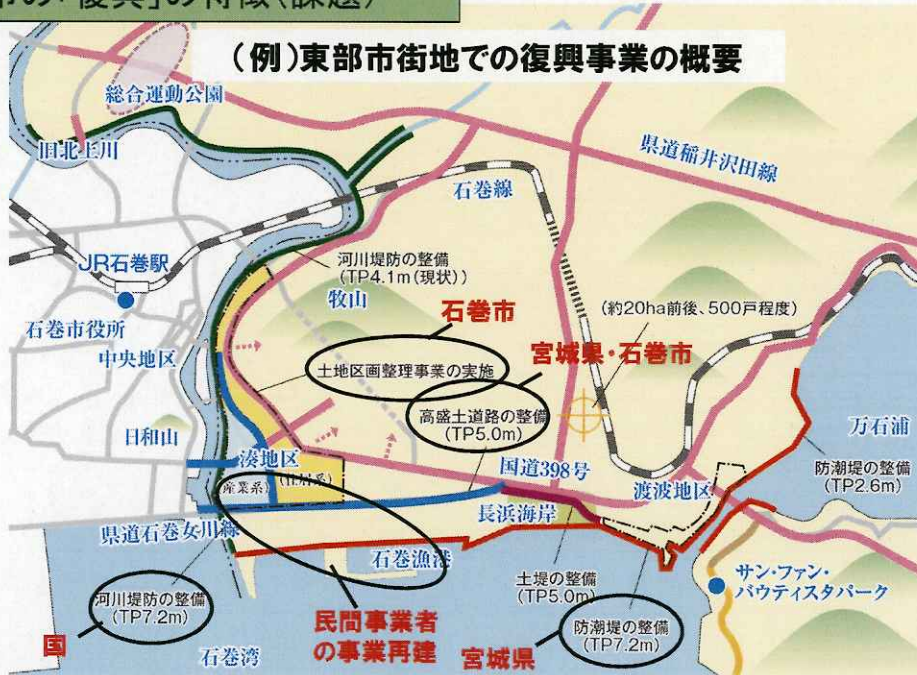 市の「復興」の特徴（課題）
（例）東部市街地での復興事業の概要
総合運動公園
旧北上川
県道稲井沢田線
石巻線
JR石巻駅
河川堤防の整備
(TP4.1m(現状))
牧山
石巻市
(約20ha前後、500戸程度)
石巻市役所
中央地区
土地区画整理事業の実施
宮城県・石巻市
高盛土道路の整備
(TP5.0m)
日和山
万石浦
湊地区
国道398号
防潮堤の整備
(TP2.6m)
渡波地区
(産業系)
(住居系)
長浜海岸
県道石巻女川線
石巻漁港
土堤の整備
(TP5.0m)
サン・ファン・
バウティスタパーク
河川堤防の整備
(TP7.2m)
民間事業者
の事業再建
防潮堤の整備
(TP7.2m)
国
石巻湾
宮城県